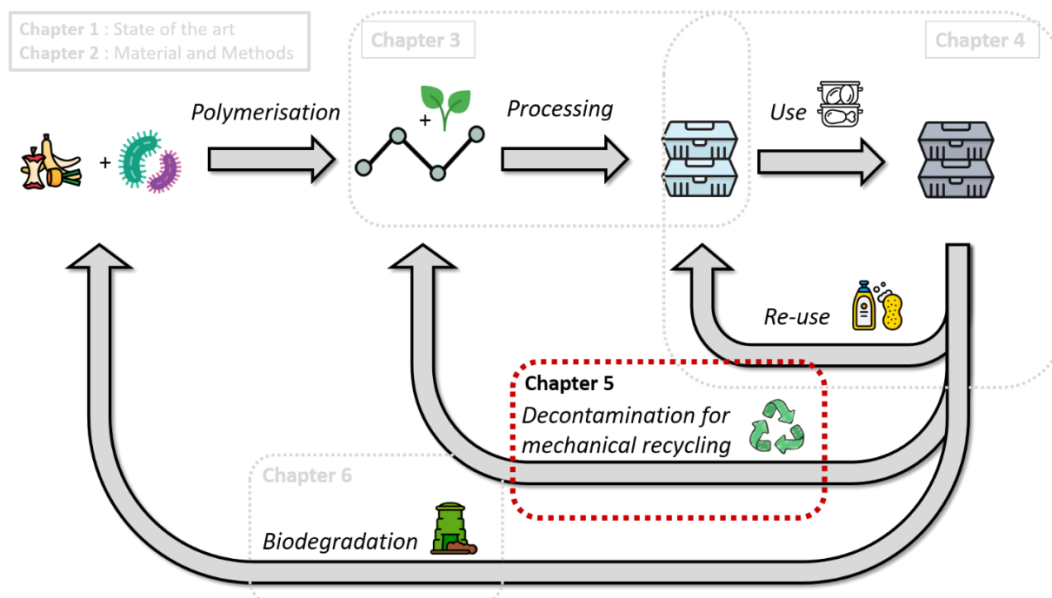 Chapter 1 : State of the art
Chapter 2 : Material and Methods
Chapter 3
Chapter 4
Polymerisation
Processing
Use
+
+
Re-use
Chapter 5
Decontamination for
mechanical recycling
Chapter 6
Biodegradation